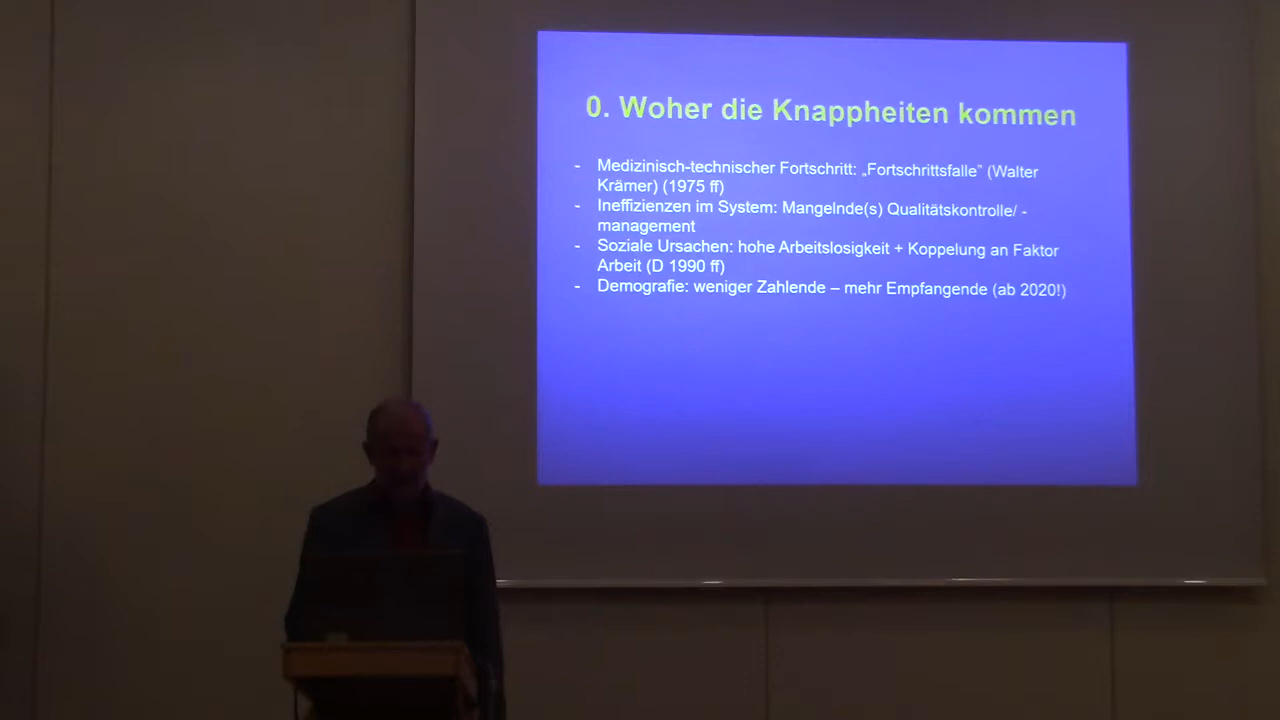 0. Woher die Knappheiten kommen
- Medizinisch-technischer Fortschritt: „Fortschrittsfalle” (Walter
Krämer) (1975 ff)
- Ineffizienzen im System: Mangelnde(s) Qualitätskontrolle/ -
management
- Soziale Ursachen: hohe Arbeitslosigkeit + Koppelung an Faktor
Arbeit (D 1990 ff)
- Demografie: weniger Zahlende – mehr Empfangende (ab 2020!)